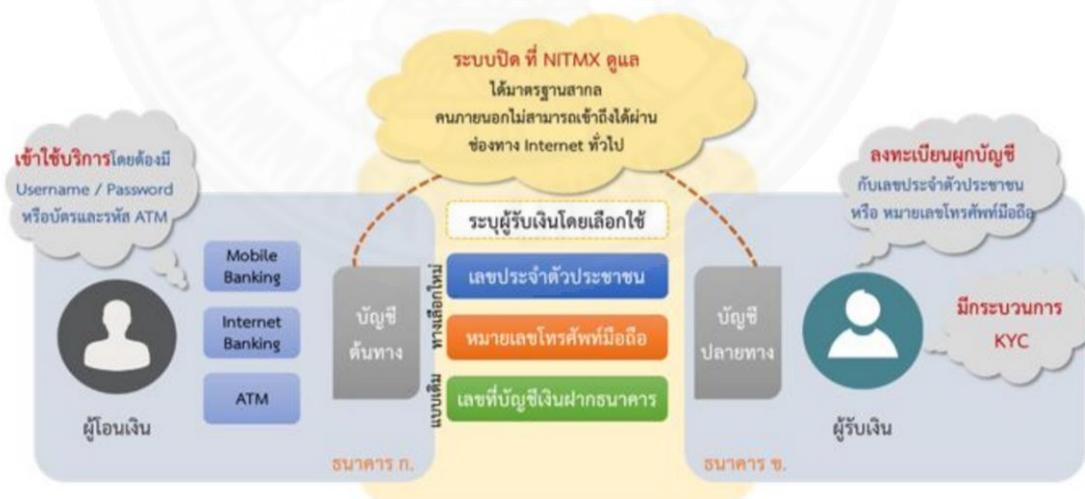 ระบบปิด ที่ NITMX ดูแล
ได้มาตรฐานสากล
คนภายนอกไม่สามารถเข้าถึงได้ผ่าน
ช่องทาง Internet ทั่วไป
เข้าใช้บริการโดยต้องมี
Username / Password
หรือบัตรและรหัส ATM
ลงทะเบียนผูกบัญชี
กับเลขประจำตัวประชาชน
หรือ หมายเลขโทรศัพท์มือถือ
ระบุผู้รับเงินโดยเลือกใช้
Mobile
Banking
Internet
Banking
ATM
ผู้โอนเงิน
บัญชี
ต้นทาง
ธนาคาร ก.
ทางเลือกใหม่
เลขประจำตัวประชาชน
หมายเลขโทรศัพท์มือถือ
แบบเดิม
เลขที่บัญชีเงินฝากธนาคาร
บัญชี
ปลายทาง
ธนาคาร ข.
ผู้รับเงิน
มีกระบวนการ
KYC